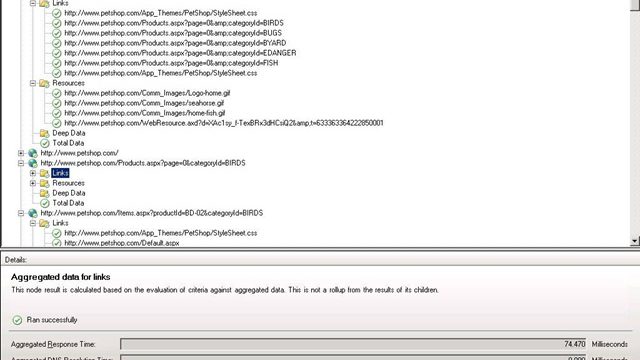 Links
http://www.petshop.com/App_Themes/PetShop/StyleSheet.css
http://www.petshop.com/Products.aspx?page=0&amp;categoryId=BIRDS
http://www.petshop.com/Products.aspx?page=0&amp;categoryId=BUGS
http://www.petshop.com/Products.aspx?page=0&amp;categoryId=BYARD
http://www.petshop.com/Products.aspx?page=0&amp;categoryId=EDANGER
http://www.petshop.com/Products.aspx?page=0&amp;categoryId=FISH
http://www.petshop.com/App_Themes/PetShop/StyleSheet.css
Resources
http://www.petshop.com/Comm_Images/Logo-home.gif
http://www.petshop.com/Comm_Images/seahorse.gif
http://www.petshop.com/Comm_Images/home-fish.gif
http://www.petshop.com/WebResource.axd?d=XAc1sy_f-TexBRx3dHCsiQ2&amp;t=633363364222850001
Deep Data
Total Data
http://www.petshop.com/
http://www.petshop.com/Products.aspx?page=0&categoryId=BIRDS
Links
Resources
Deep Data
Total Data
http://www.petshop.com/Items.aspx?productId=BD-02&categoryId=BIRDS
Links
http://www.petshop.com/App_Themes/PetShop/StyleSheet.css
http://www.petshop.com/Default.aspx
Details:
Aggregated data for links
This node result is calculated based on the evaluation of criteria against aggregated data. This is not a rollup from the results of its children.
Ran successfully
Aggregated Response Time: 74.470 Milliseconds
Aggregated DNS Resolution Time: 0.000 Milliseconds